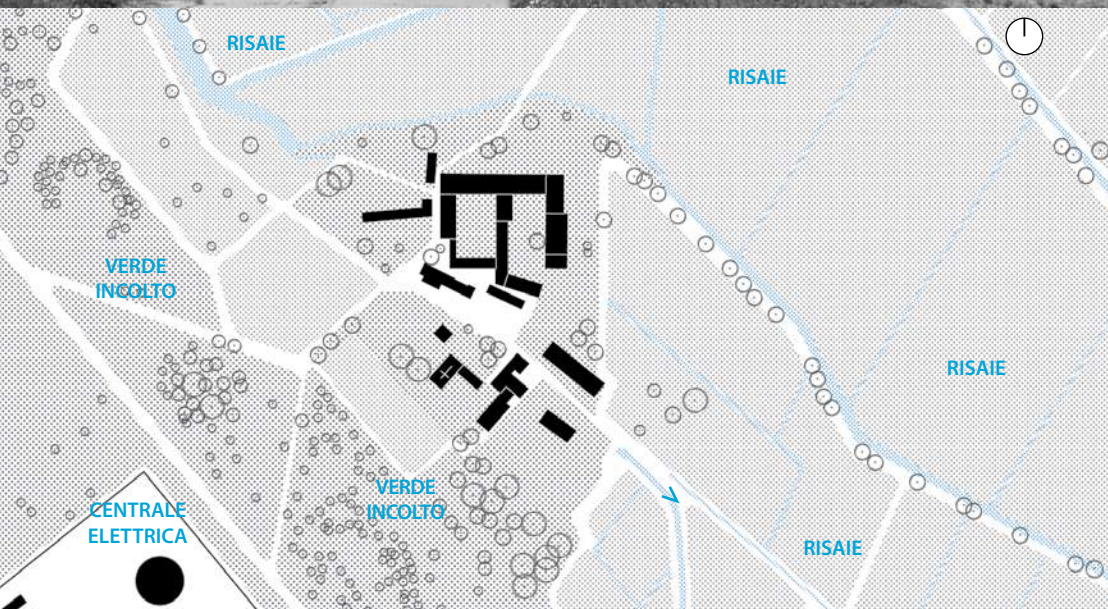 RISAIE
RISAIE
VERDE
INCOLTO
RISAIE
VERDE
INCOLTO
CENTRALE
ELETTRICA
RISAIE